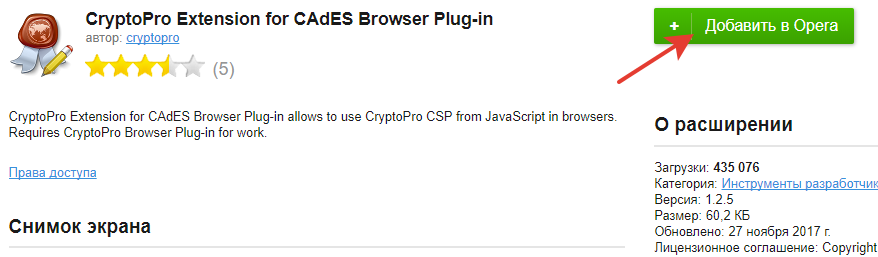 CryptoPro Extension for CAdES Browser Plug-in
автор: cryptopro
(5)
+ Добавить в Opera
CryptoPro Extension for CAdES Browser Plug-in allows to use CryptoPro CSP from JavaScript in browsers.
Requires CryptoPro Browser Plug-in for work.
Права доступа
Снимок экрана
О расширении
Загрузки: 435 076
Категория: Инструменты разработчик
Версия: 1.2.5
Размер: 60,2 КБ
Обновлено: 27 ноября 2017 г.
Лицензионное соглашение: Copyright